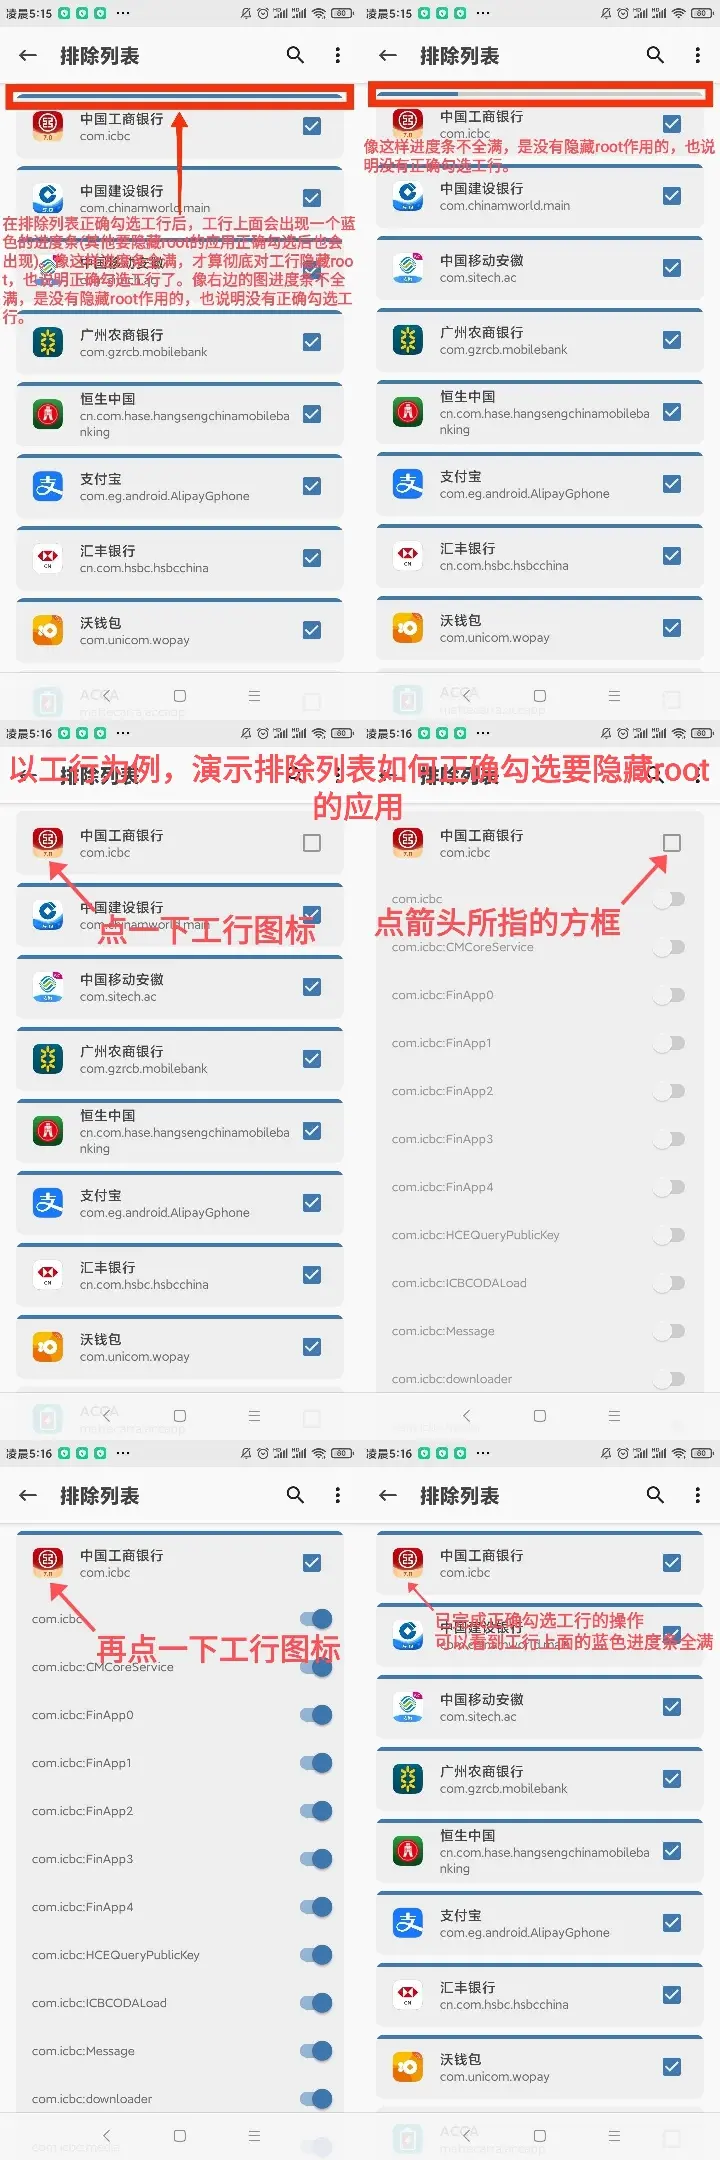 凌晨5:15 ... 80
排除列表
中国工商银行
com.icbc
中国建设银行
com.chinamworld.main
在排除列表正确勾选工行后，工行上面会出现一个蓝
色的进度条(其他要隐藏root的应用正确勾选后也会
出现)。像这样进度条全满，才算彻底对工行隐藏roo
t，也说明正确勾选工行了。像右边的图进度条不全
满，是没有隐藏root作用的，也说明没有正确勾选工
行。
广州农商银行
com.gzrcb.mobilebank
恒生中国
cn.com.hase.hangsengchinamobileba
nking
支付宝
com.eg.android.AlipayGphone
汇丰银行
cn.com.hsbc.hsbcchina
沃钱包
com.unicom.wopay
ACCA
凌晨5:15 ... 80
排除列表
中国工商银行
com.icbc
像这样进度条不全满，是没有隐藏root作用的，也说
明没有正确勾选工行。
中国建设银行
com.chinamworld.main
中国移动安徽
com.sitech.ac
广州农商银行
com.gzrcb.mobilebank
恒生中国
cn.com.hase.hangsengchinamobileba
nking
支付宝
com.eg.android.AlipayGphone
汇丰银行
cn.com.hsbc.hsbcchina
沃钱包
com.unicom.wopay
ACCA
凌晨5:16 ... 80
凌晨5:16 ... 80
排除列表
排除列表
以工行为例，演示排除列表如何正确勾选要隐藏root
的应用
中国工商银行
com.icbc
中国建设银行
com.chinamworld.main
点一下工行图标
中国移动安徽
com.sitech.ac
广州农商银行
com.gzrcb.mobilebank
恒生中国
cn.com.hase.hangsengchinamobileba
nking
支付宝
com.eg.android.AlipayGphone
汇丰银行
cn.com.hsbc.hsbcchina
沃钱包
com.unicom.wopay
ACCA
中国工商银行
com.icbc
com.icbc
点箭头所指的方框
com.icbc:CMCoreService
com.icbc:FinApp0
com.icbc:FinApp1
com.icbc:FinApp2
com.icbc:FinApp3
com.icbc:FinApp4
com.icbc:HCEQueryPublicKey
com.icbc:ICBCODALoad
com.icbc:Message
com.icbc:downloader
凌晨5:16 ... 80
排除列表
中国工商银行
com.icbc
com.icbc
再点一下工行图标
com.icbc:CMCoreService
com.icbc:FinApp0
com.icbc:FinApp1
com.icbc:FinApp2
com.icbc:FinApp3
com.icbc:FinApp4
com.icbc:HCEQueryPublicKey
com.icbc:ICBCODALoad
com.icbc:Message
com.icbc:downloader
凌晨5:16 ... 80
排除列表
中国工商银行
com.icbc
已完成正确勾选工行的操作
中国建设银行
可以看到工行上面的蓝色进度条全满
中国移动安徽
com.sitech.ac
广州农商银行
com.gzrcb.mobilebank
恒生中国
cn.com.hase.hangsengchinamobileba
nking
支付宝
com.eg.android.AlipayGphone
汇丰银行
cn.com.hsbc.hsbcchina
沃钱包
com.unicom.wopay
ACCA